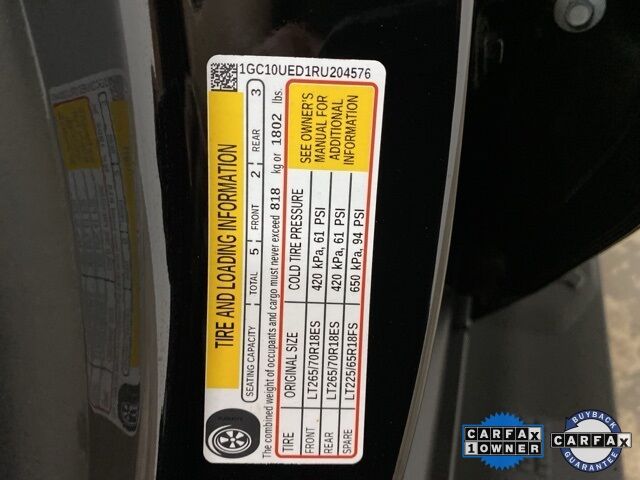 1GC10UED1RU204576
TIRE AND LOADING INFORMATION
SEATING CAPACITY TOTAL 5 FRONT 2 REAR 3
The combined weight of occupants and cargo must never exceed 818 kg or 1802 lbs.
TIRE ORIGINAL SIZE COLD TIRE PRESSURE
SEE OWNER'S
MANUAL FOR
ADDITIONAL
INFORMATION
FRONT LT265/70R18ES 420 kPa, 61 PSI
REAR LT265/70R18ES 420 kPa, 61 PSI
SPARE LT225/65R18FS 650 kPa, 94 PSI
CARFAX
1 OWNER
BUYBACK
CARFAX
GUARANTEE